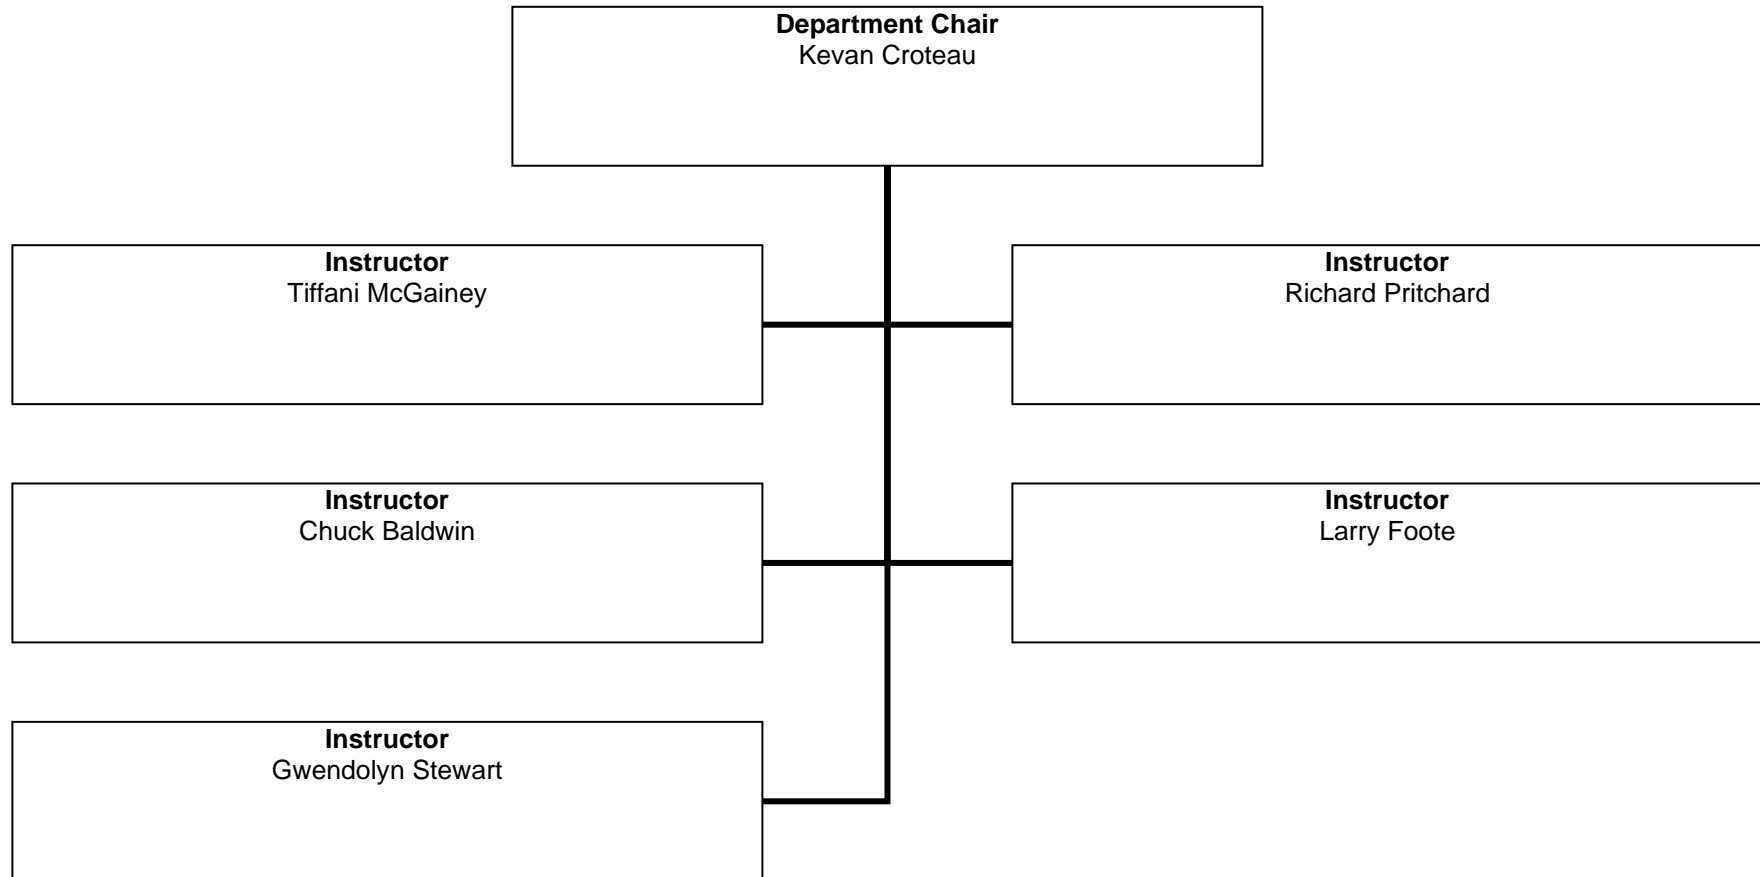 Department Chair
Kevan Croteau
Instructor
Tiffani McGainey
Instructor
Richard Pritchard
Instructor
Chuck Baldwin
Instructor
Larry Foote
Instructor
Gwendolyn Stewart